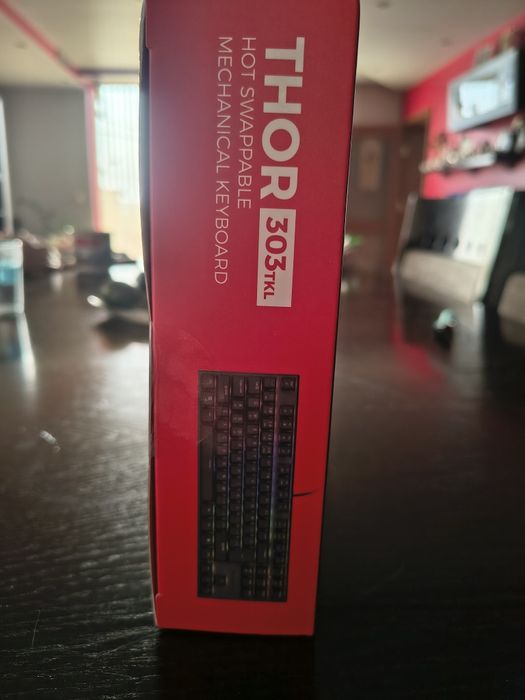 THOR 303TKL
HOT SWAPPABLE
MECHANICAL KEYBOARD